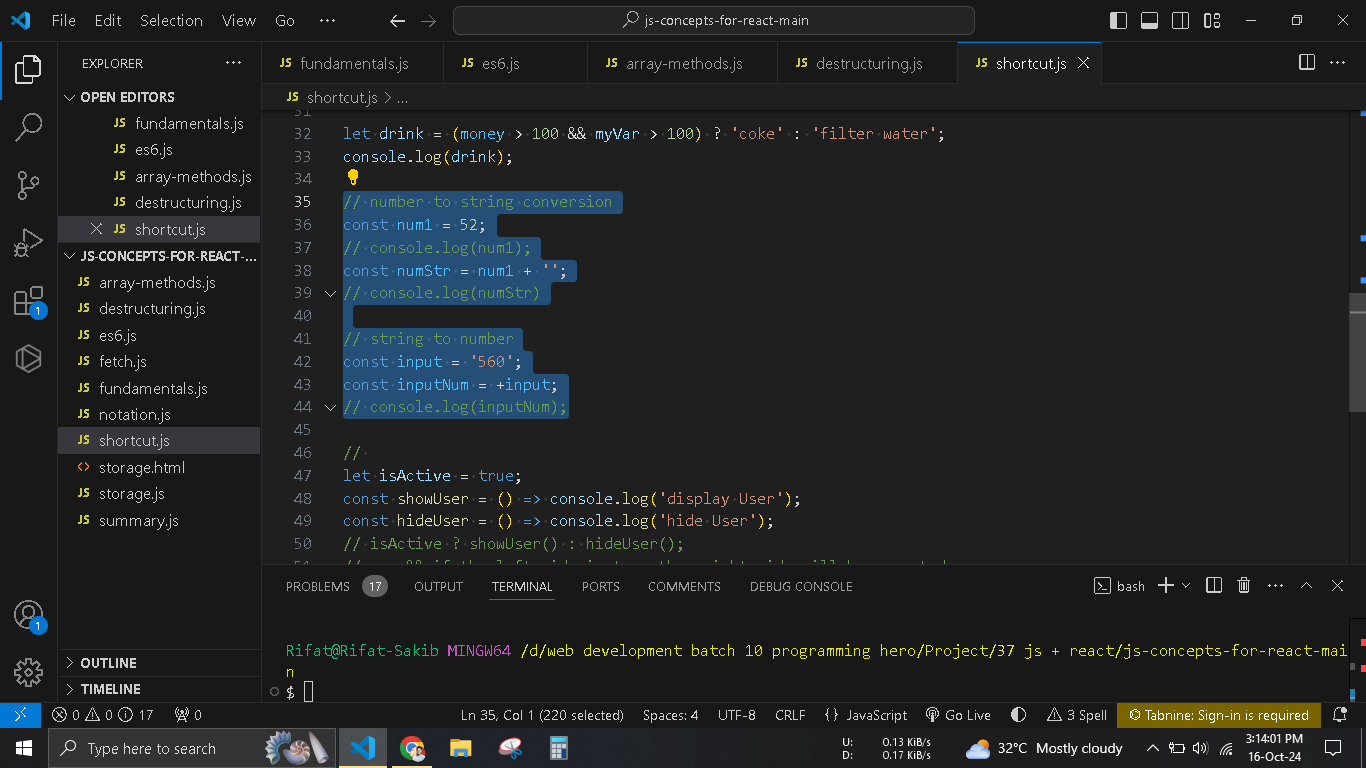 File Edit Selection View Go ··· js-concepts-for-react-main
EXPLORER ···
OPEN EDITORS
JS fundamentals.js
JS es6.js
JS array-methods.js
JS destructuring.js
JS shortcut.js
JS-CONCEPTS-FOR-REACT-...
JS array-methods.js
JS destructuring.js
JS es6.js
JS fetch.js
JS fundamentals.js
JS notation.js
JS shortcut.js
<> storage.html
JS storage.js
JS summary.js
OUTLINE
TIMELINE
1
1
JS fundamentals.js JS es6.js JS array-methods.js JS destructuring.js JS shortcut.js
JS shortcut.js > ...
31
32 let drink = (money > 100 && myVar > 100) ? 'coke' : 'filter water';
33 console.log(drink);
34
35 // number to string conversion
36 const num1 = 52;
37 // console.log(num1);
38 const numStr = num1 + '';
39 // console.log(numStr)
40
41 // string to number
42 const input = '560';
43 const inputNum = +input;
44 // console.log(inputNum);
45
46 //
47 let isActive = true;
48 const showUser = () => console.log('display User');
49 const hideUser = () => console.log('hide User');
50 // isActive ? showUser() : hideUser();
PROBLEMS 17 OUTPUT TERMINAL PORTS COMMENTS DEBUG CONSOLE bash
Rifat@Rifat-Sakib MINGW64 /d/web development batch 10 programming hero/Project/37 js + react/js-concepts-for-react-mai
n
$
0 0 17 0 Ln 35, Col 1 (220 selected) Spaces: 4 UTF-8 CRLF {} JavaScript Go Live 3 Spell Tabnine: Sign-in is required
Type here to search U: 0.13 KiB/s 32°C Mostly cloudy 3:14:01 PM
D: 0.17 KiB/s 16-Oct-24